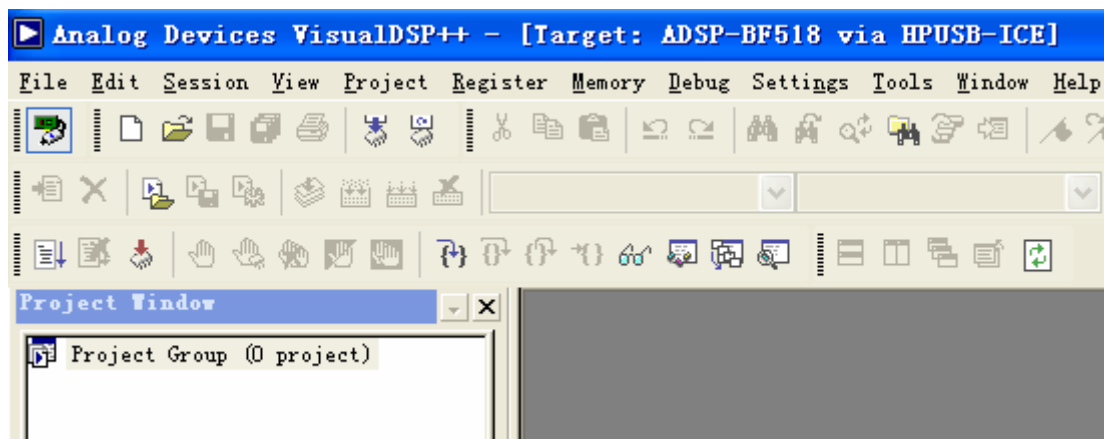 Analog Devices VisualDSP++ - [Target: ADSP-BF518 via HPUSB-ICE]
File Edit Session View Project Register Memory Debug Settings Tools Window Help
Project Window
Project Group (0 project)